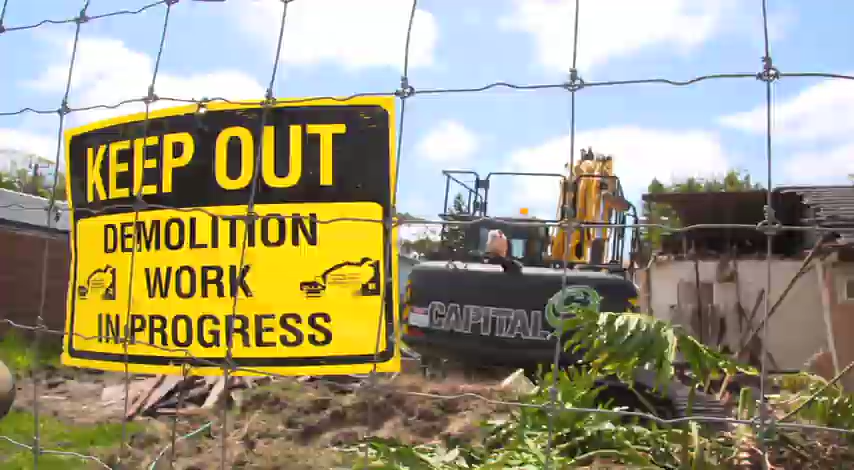 KEEP OUT
DEMOLITION
WORK
IN PROGRESS
CAPITAL